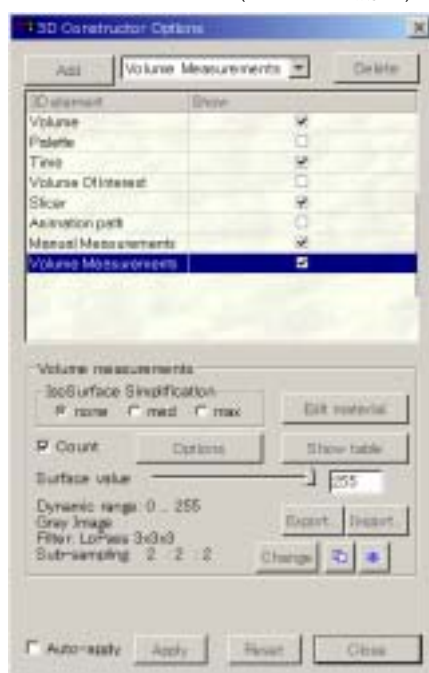 3D Constructor Options
Add Volume Measurements Delete
3D element Show
Volume
Palette
Time
Volume Of Interest
Slicer
Animation path
Manual Measurements
Volume Measurements
Volume measurements
IsoSurface Simplification
none med max Edit material
Count Options Show table
Surface value 255
Dynamic range: 0 .. 255
Gray Image
Filter: LoPass 3x3x3
Export.. Import..
Sub-sampling 2 : 2 : 2 Change
Auto-apply Apply Reset Close